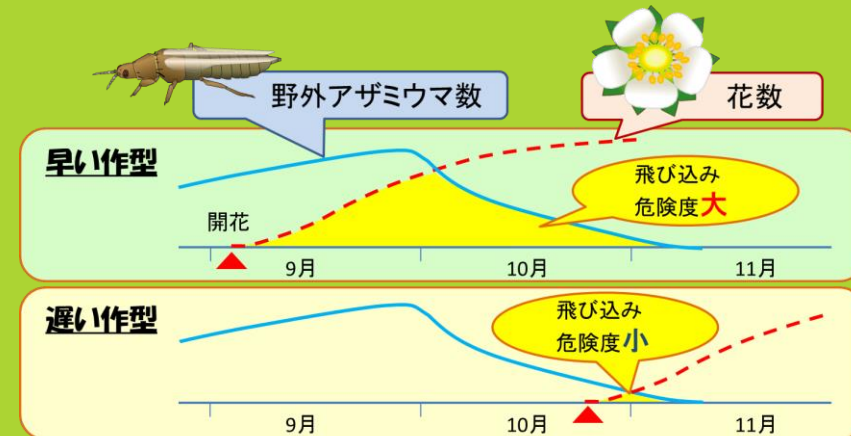 野外アザミウマ数
花数
早い作型
飛び込み
危険度大
開花
9月
10月
11月
遅い作型
飛び込み
危険度小
9月
10月
11月